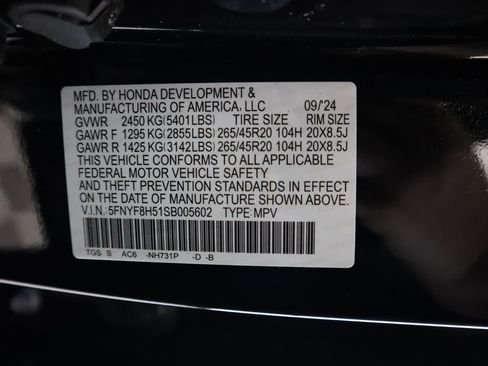 MFD. BY HONDA DEVELOPMENT &
MANUFACTURING OF AMERICA, LLC 09/'24
GVWR 2450 KG(5401LBS) TIRE SIZE RIM SIZE
GAWR F 1295 KG(2855LBS) 265/45R20 104H 20X8.5J
GAWR R 1425 KG(3142LBS) 265/45R20 104H 20X8.5J
THIS VEHICLE CONFORMS TO ALL APPLICABLE
FEDERAL MOTOR VEHICLE SAFETY
AND THEFT PREVENTION STANDARDS IN EFFECT
ON THE DATE OF MANUFACTURE SHOWN ABOVE.
V.I.N.: 5FNYF8H51SB005602 TYPE: MPV
TGS S AC6 -NH731P -D -B